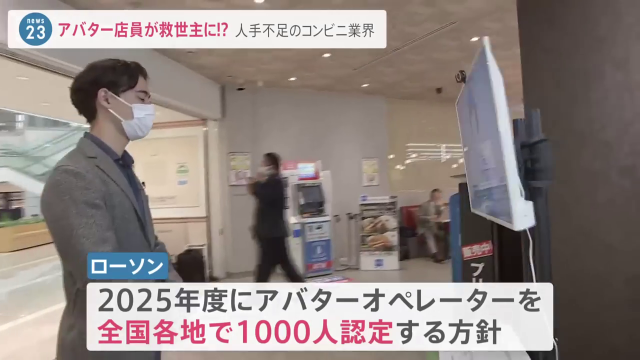 news
23
アバター店員が救世主に!? 人手不足のコンビニ業界
販売中
ローソン
2025年度にアバターオペレーターを
全国各地で1000人認定する方針